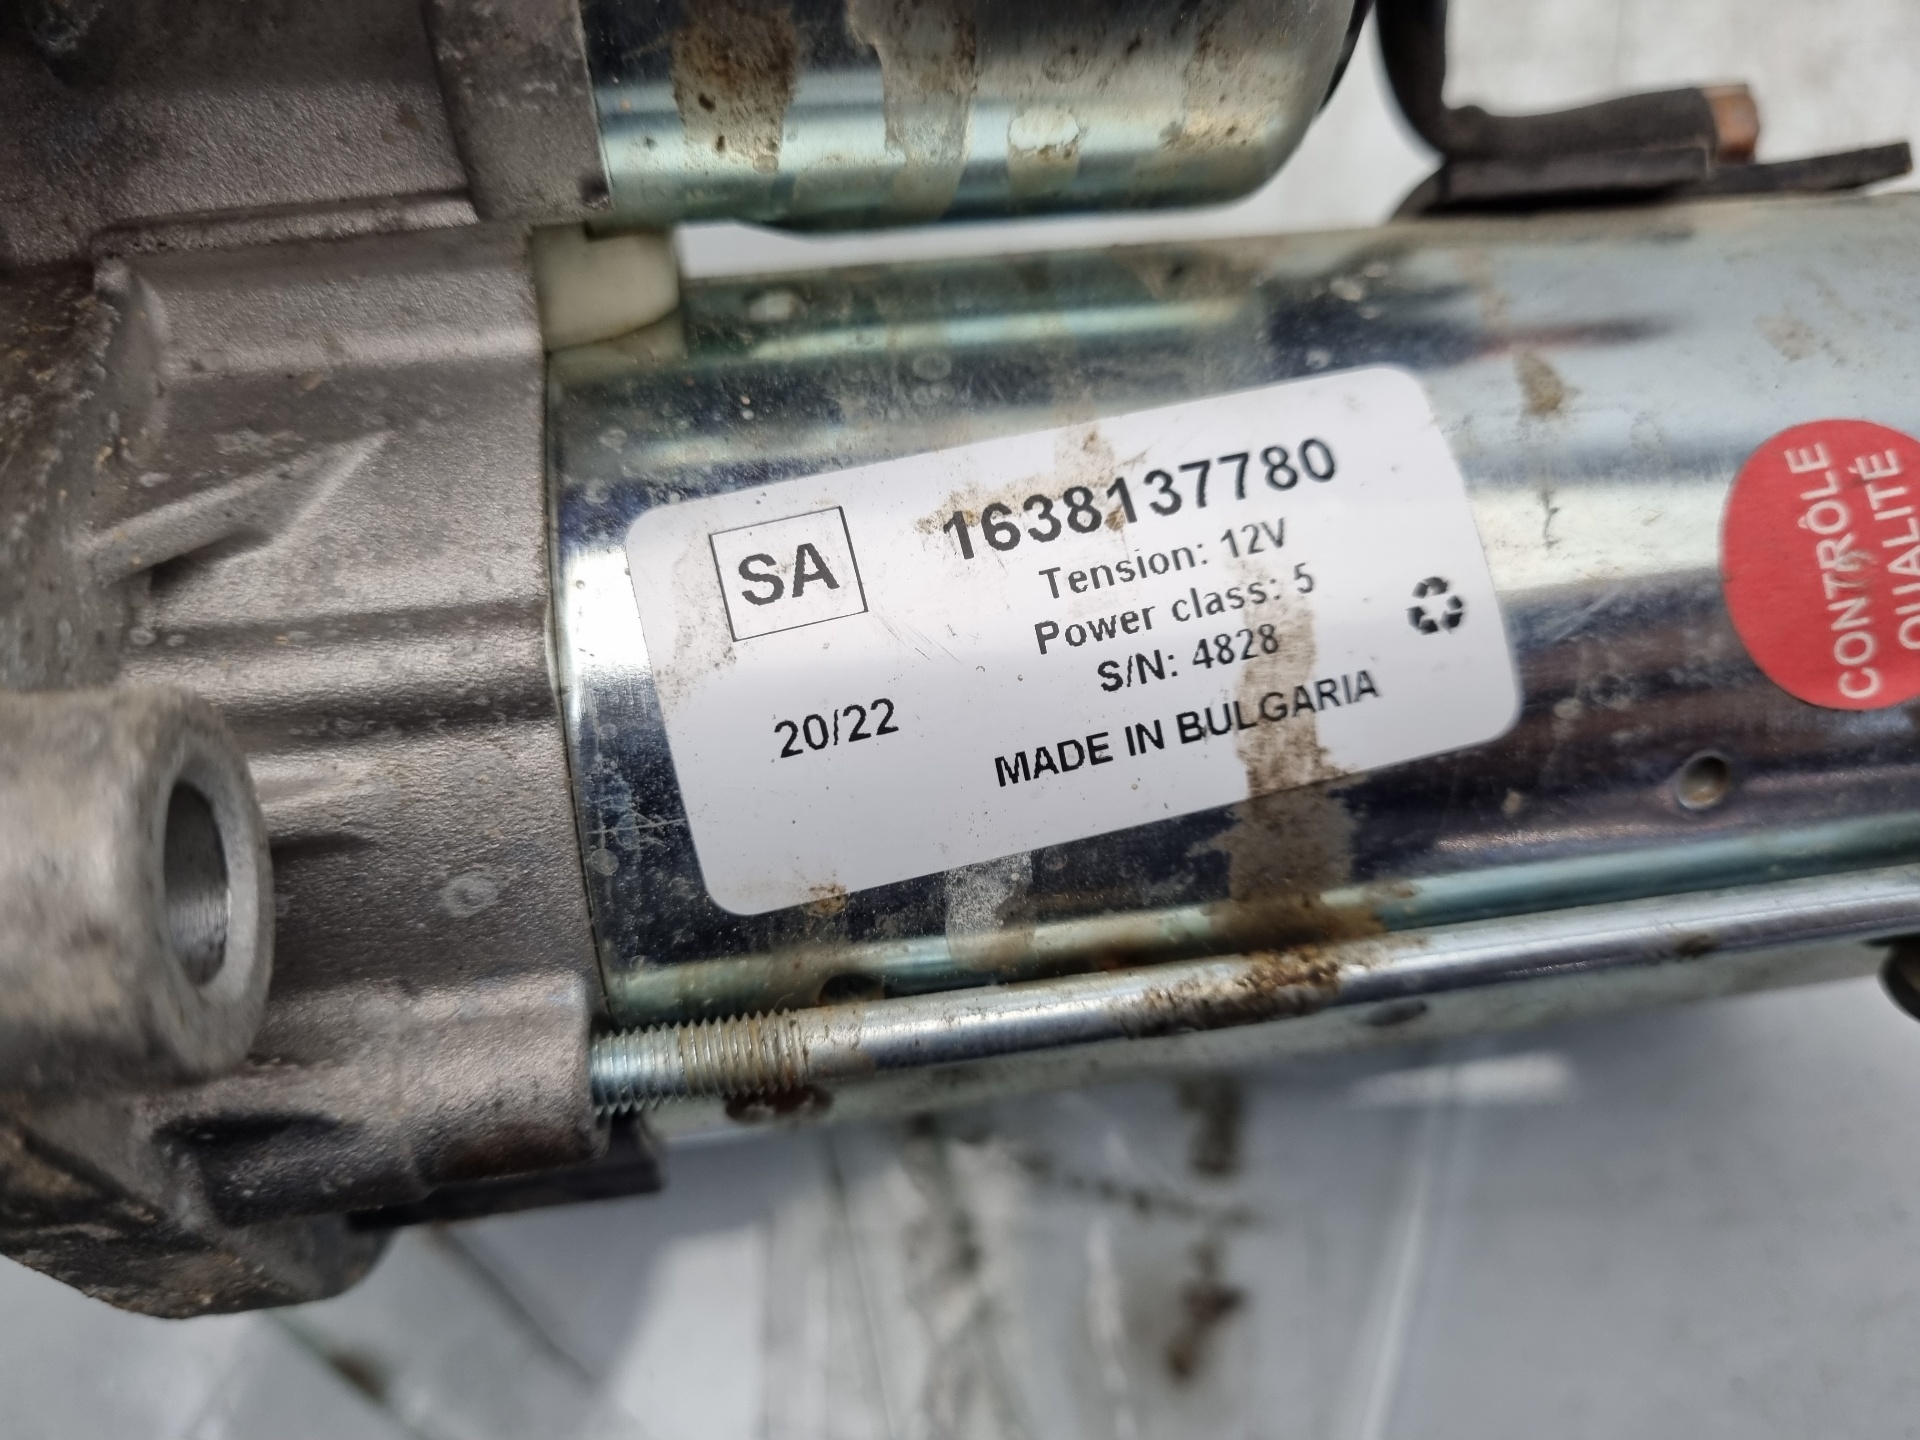 SA
1638137780
Tension: 12V
Power class: 5
S/N: 4828
20/22
MADE IN BULGARIA
CONTRÔLE
QUALITÉ